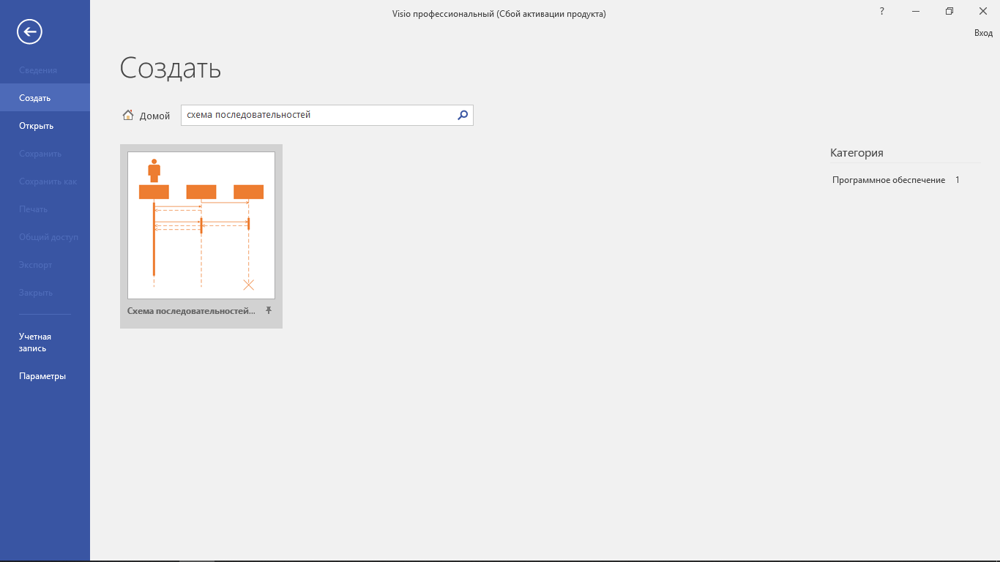 Visio профессиональный (Сбой активации продукта)
?
Вход
Сведения
Создать
Открыть
Сохранить
Сохранить как
Печать
Общий доступ
Экспорт
Закрыть
Учетная
запись
Параметры
Создать
Домой
схема последовательностей
Схема последовательностей...
Категория
Программное обеспечение 1